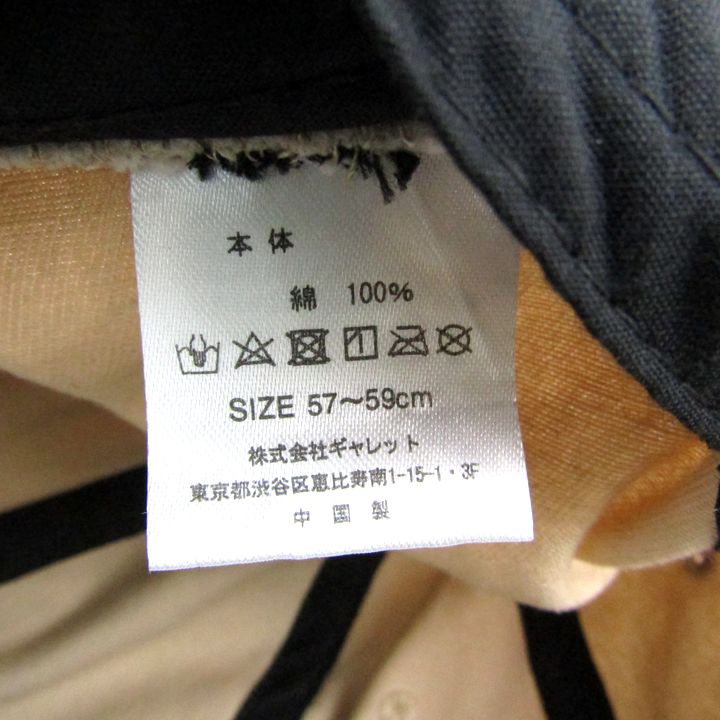 本体
綿 100%
SIZE 57〜59cm
株式会社ギャレット
東京都渋谷区恵比寿南1-15-1・3F
中国製